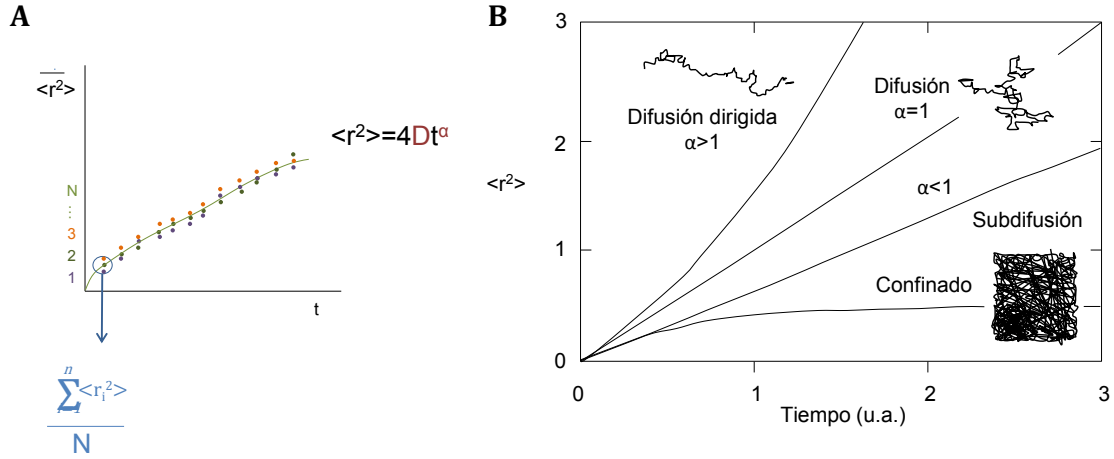 A
<r²>
<r²>=4Dt^α
N
⋮
3
2
1
t
n
∑<rᵢ²>
N
B
3
2
1
0
<r²>
Difusión dirigida
α>1
Difusión
α=1
α<1
Subdifusión
Confinado
0
1
2
3
Tiempo (u.a.)